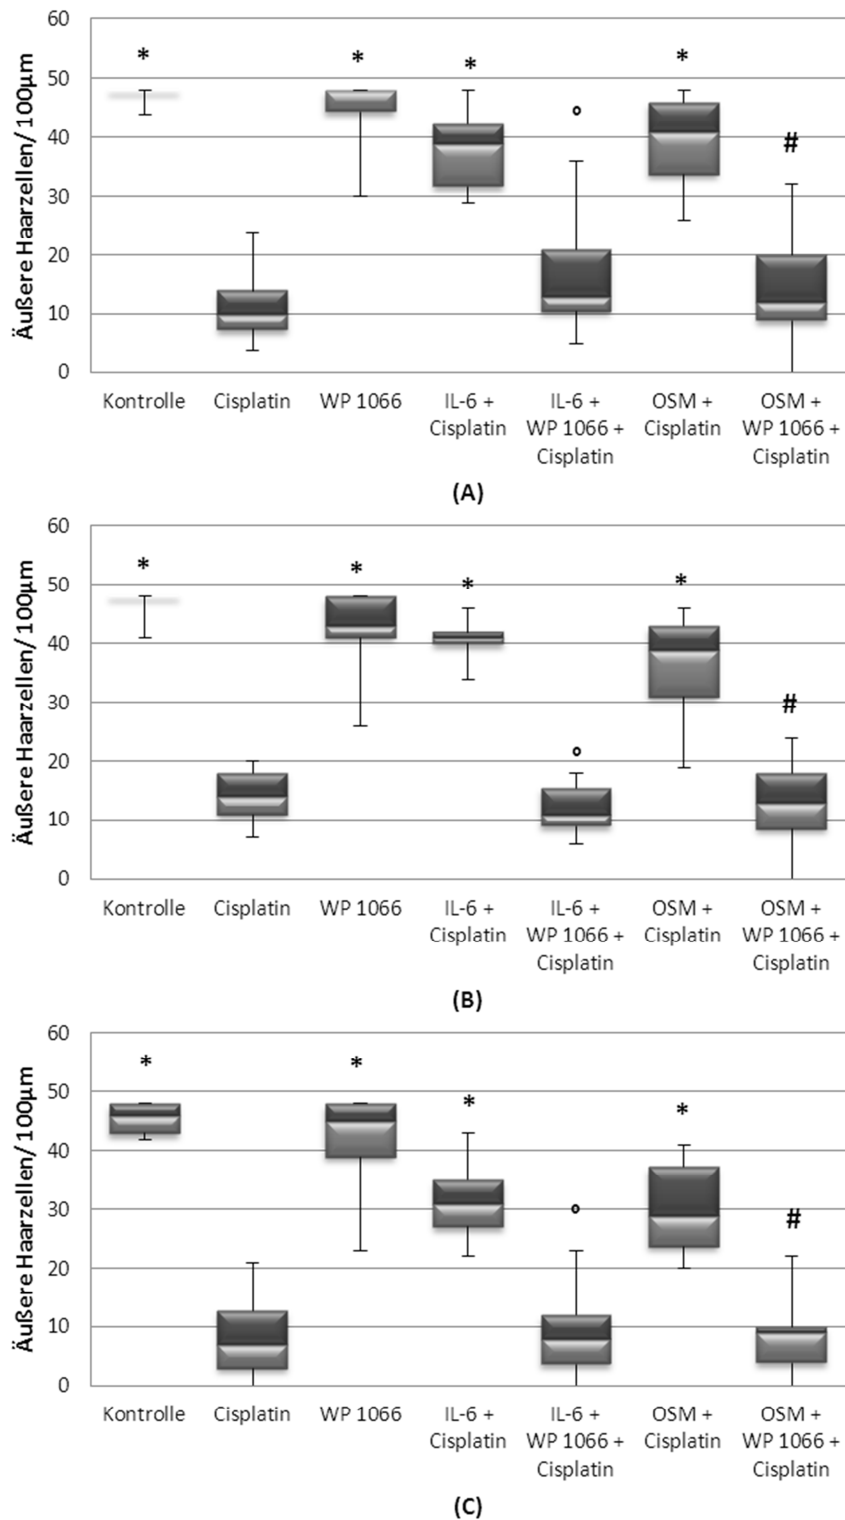 Äußere Haarzellen/100µm
60
50
40
30
20
10
0
*
*
*
°
*
#
Kontrolle
Cisplatin
WP 1066
IL-6 +
Cisplatin
IL-6 +
WP 1066 +
Cisplatin
OSM +
Cisplatin
OSM +
WP 1066 +
Cisplatin
(A)
Äußere Haarzellen/100µm
60
50
40
30
20
10
0
*
*
*
°
*
#
Kontrolle
Cisplatin
WP 1066
IL-6 +
Cisplatin
IL-6 +
WP 1066 +
Cisplatin
OSM +
Cisplatin
OSM +
WP 1066 +
Cisplatin
(B)
Äußere Haarzellen/100µm
60
50
40
30
20
10
0
*
*
*
°
*
#
Kontrolle
Cisplatin
WP 1066
IL-6 +
Cisplatin
IL-6 +
WP 1066 +
Cisplatin
OSM +
Cisplatin
OSM +
WP 1066 +
Cisplatin
(C)